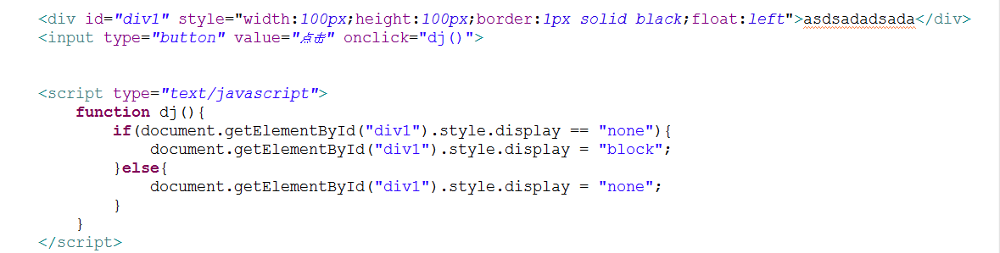 <div id="div1" style="width:100px;height:100px;border:1px solid black;float:left">asdsadadsada</div>
<input type="button" value="点击" onclick="dj()">
<script type="text/javascript">
function dj(){
if(document.getElementById("div1").style.display == "none"){
document.getElementById("div1").style.display = "block";
}else{
document.getElementById("div1").style.display = "none";
}
}
</script>